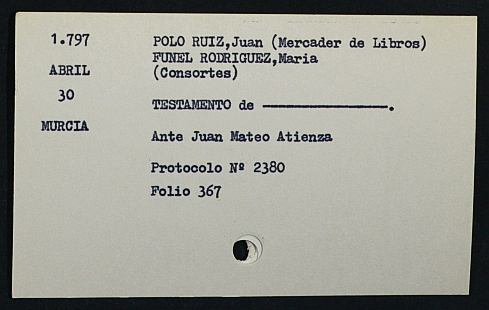 1.797
ABRIL
30
MURCIA
POLO RUIZ,Juan (Mercader de Libros)
FUNEL RODRIGUEZ,Maria
(Consortes)
TESTAMENTO de ————————.
Ante Juan Mateo Atienza
Protocolo Nº 2380
Folio 367